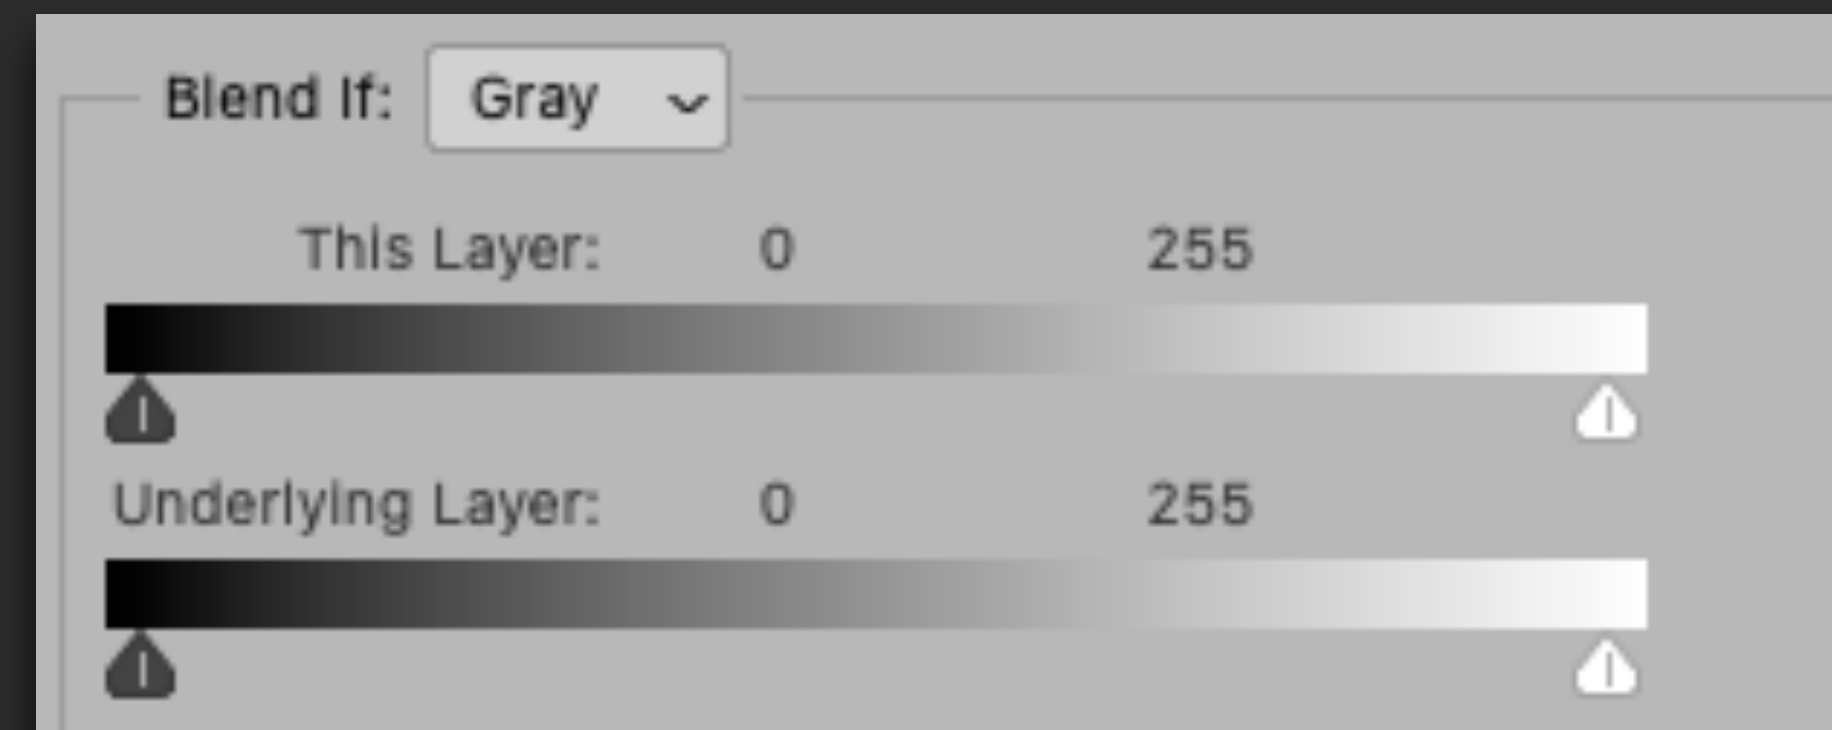 Blend If: Gray
This Layer: 0 255
Underlying Layer: 0 255